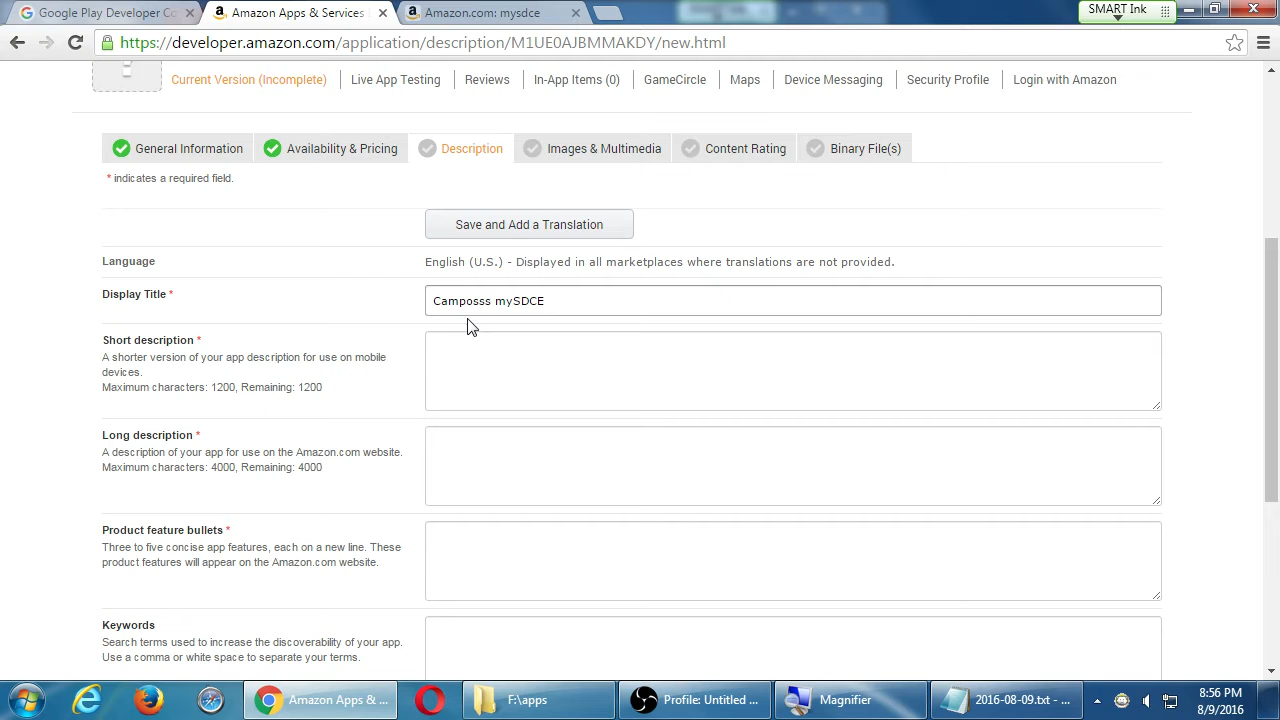 Google Play Developer Co
Amazon Apps & Services
Amazon.com: mysdce
SMART Ink
https://developer.amazon.com/application/description/M1UE0AJBMMAKDY/new.html
Current Version (Incomplete)
Live App Testing
Reviews
In-App Items (0)
GameCircle
Maps
Device Messaging
Security Profile
Login with Amazon
General Information
Availability & Pricing
Description
Images & Multimedia
Content Rating
Binary File(s)
* indicates a required field.
Save and Add a Translation
Language
English (U.S.) - Displayed in all marketplaces where translations are not provided.
Display Title *
Camposss mySDCE
Short description *
A shorter version of your app description for use on mobile
devices.
Maximum characters: 1200, Remaining: 1200
Long description *
A description of your app for use on the Amazon.com website.
Maximum characters: 4000, Remaining: 4000
Product feature bullets *
Three to five concise app features, each on a new line. These
product features will appear on the Amazon.com website.
Keywords
Search terms used to increase the discoverability of your app.
Use a comma or white space to separate your terms.
Amazon Apps & ...
F:\apps
Profile: Untitled ...
Magnifier
2016-08-09.txt - ...
8:56 PM
8/9/2016